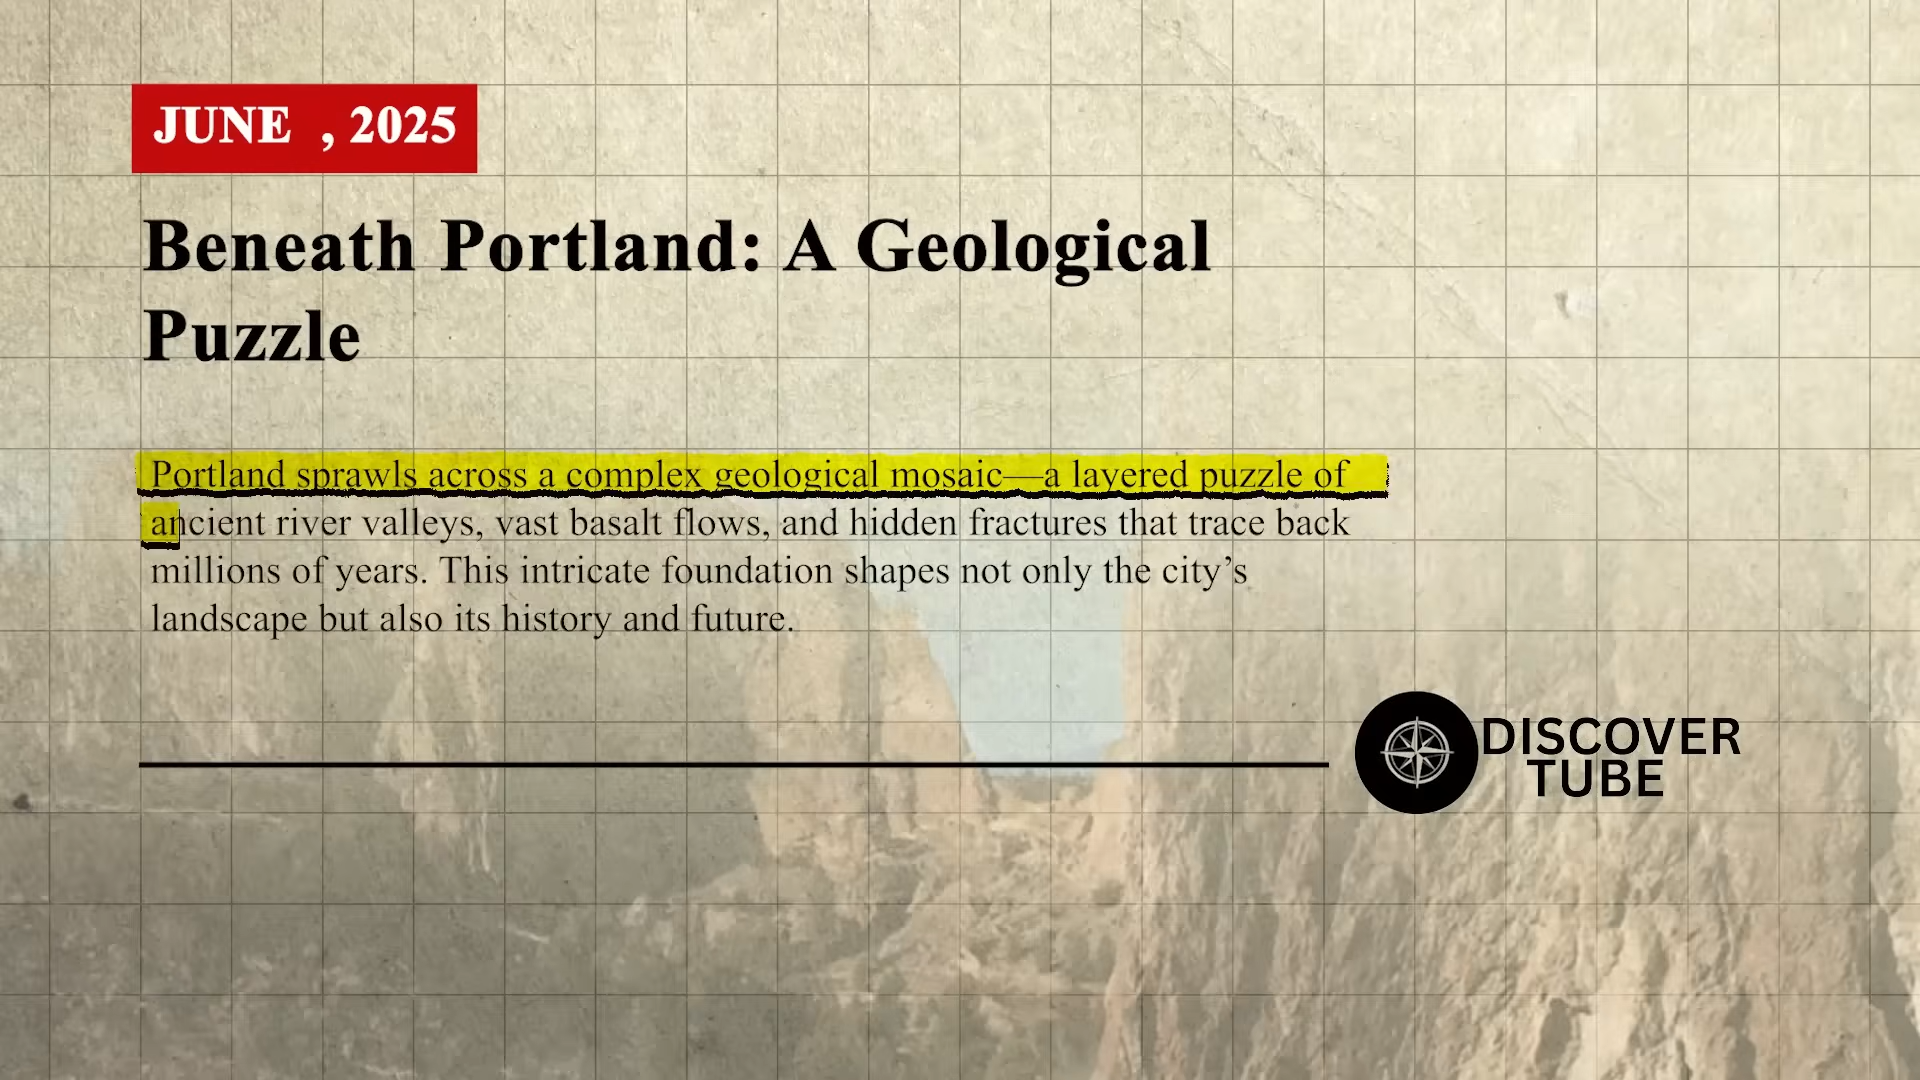 JUNE , 2025
Beneath Portland: A Geological
Puzzle
Portland sprawls across a complex geological mosaic—a layered puzzle of
ancient river valleys, vast basalt flows, and hidden fractures that trace back
millions of years. This intricate foundation shapes not only the city’s
landscape but also its history and future.
DISCOVER
TUBE